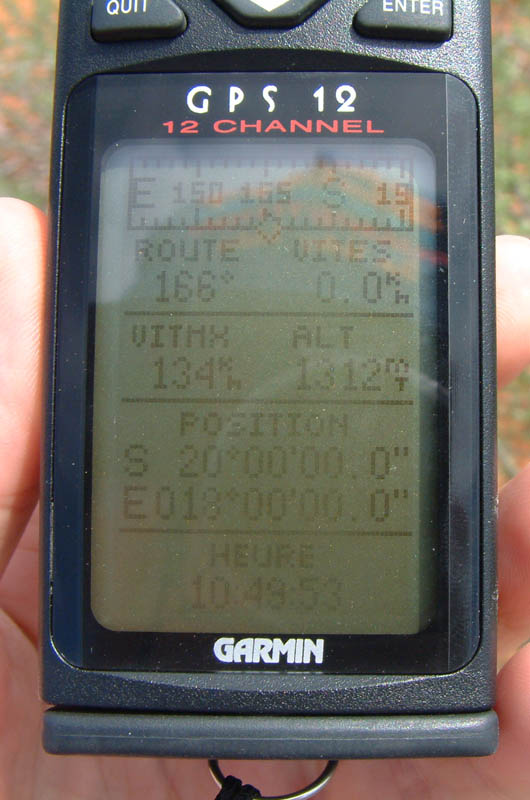 QUIT
ENTER
GPS 12
12 CHANNEL
E 150 165 S 19
ROUTE VITES
166° 0.0 K/h
VITMX ALT
134 K/h 1312 m/T
POSITION
S 20°00'00.0"
E018°00'00.0"
HEURE
10:49:53
GARMIN